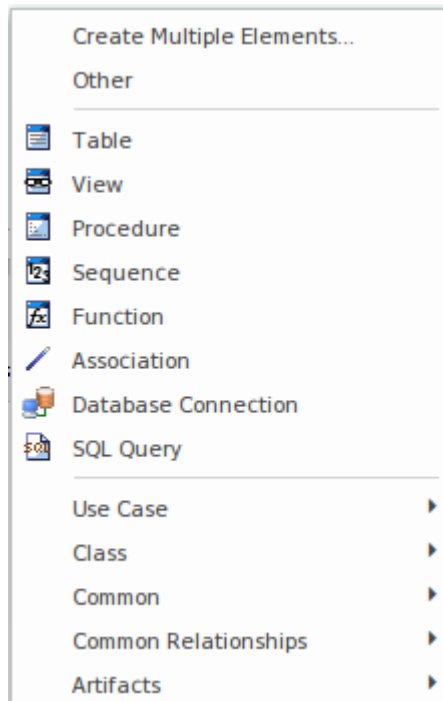 Create Multiple Elements...
Other
Table
View
Procedure
Sequence
Function
Association
Database Connection
SQL Query
Use Case
Class
Common
Common Relationships
Artifacts